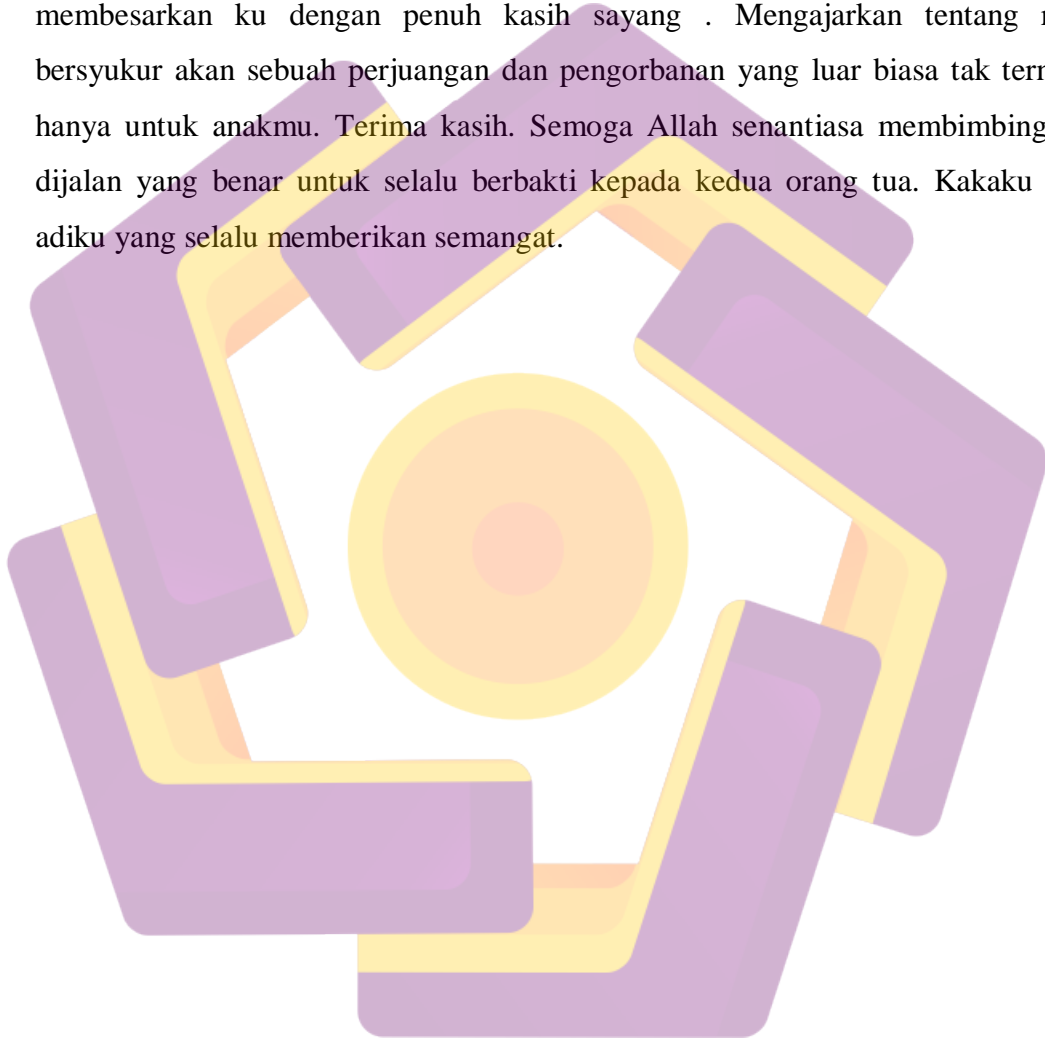 membesarkan ku dengan penuh kasih sayang . Mengajarkan tentang
bersyukur akan sebuah perjuangan dan pengorbanan yang luar biasa tak
hanya untuk anakmu. Terima kasih. Semoga Allah senantiasa membimbing
dijalan yang benar untuk selalu berbakti kepada kedua orang tua. Kakaku
adiku yang selalu memberikan semangat.